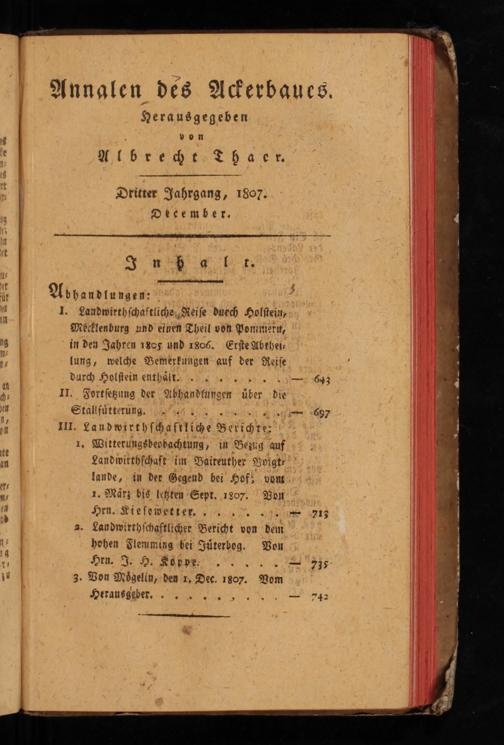 Annalen des Ackerbaues.
Herausgegeben
von
Albrecht Thaer.
Dritter Jahrgang, 1807.
December.
Inhalt.
Abhandlungen:
I. Landwirthschaftliche Reise durch Holstein,
Mecklenburg und einen Theil von Pommern,
in den Jahren 1805 und 1806. Erste Abthei-
lung, welche Bemerkungen auf der Reise
durch Holstein enthält. . . . . . . — 643
II. Fortsetzung der Abhandlungen über die
Stallfütterung. . . . . . . . . — 697
III. Landwirthschaftliche Berichte:
1. Witterungsbeobachtung, in Bezug auf
Landwirthschaft im Baireuther Voigt-
lande, in der Gegend bei Hof; vom
1. März bis letzten Sept. 1807. Von
Hrn. Kiesewetter. . . . . . — 713
2. Landwirthschaftlicher Bericht von dem
hohen Flemming bei Jüterbog. Von
Hrn. J. H. Koppe. . . . . . — 735
3. Von Mögelin, den 1. Dec. 1807. Vom
Herausgeber. . . . . . . . — 742